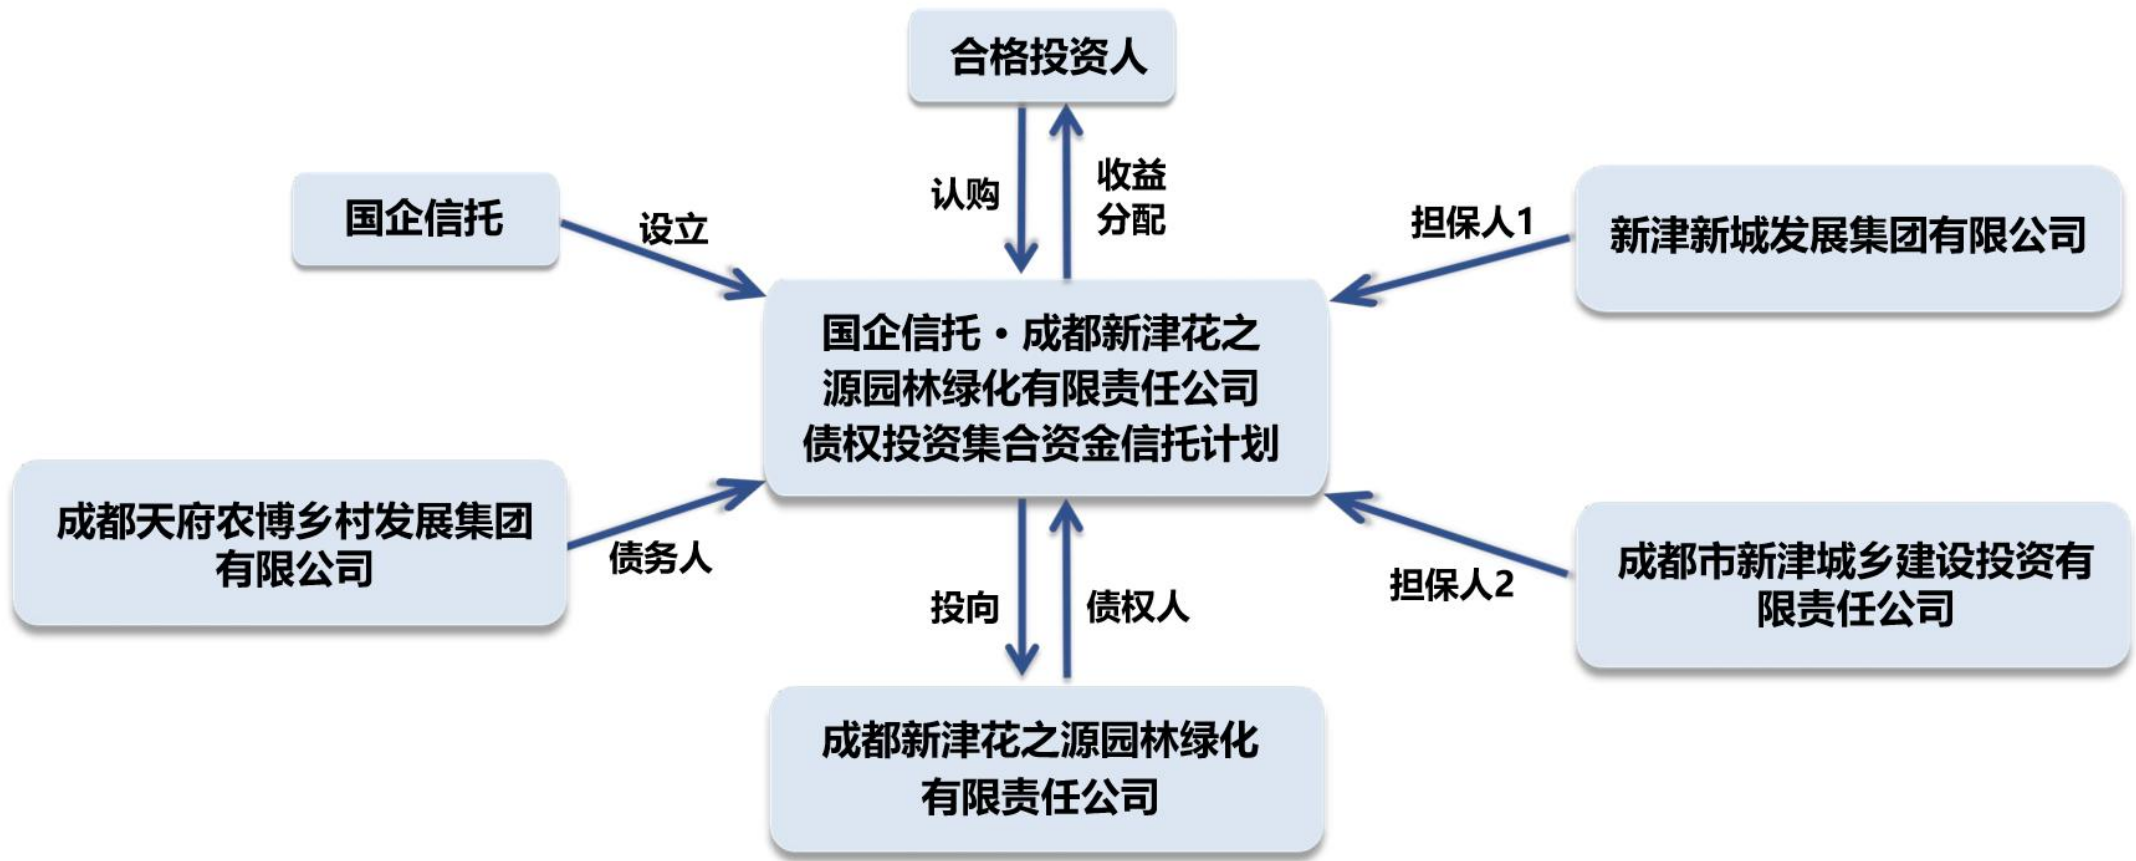 合格投资人
认购
收益
分配
国企信托
设立
担保人1
新津新城发展集团有限公司
国企信托·成都新津花之
源园林绿化有限责任公司
债权投资集合资金信托计划
成都天府农博乡村发展集团
有限公司
债务人
投向
债权人
担保人2
成都市新津城乡建设投资有
限责任公司
成都新津花之源园林绿化
有限责任公司